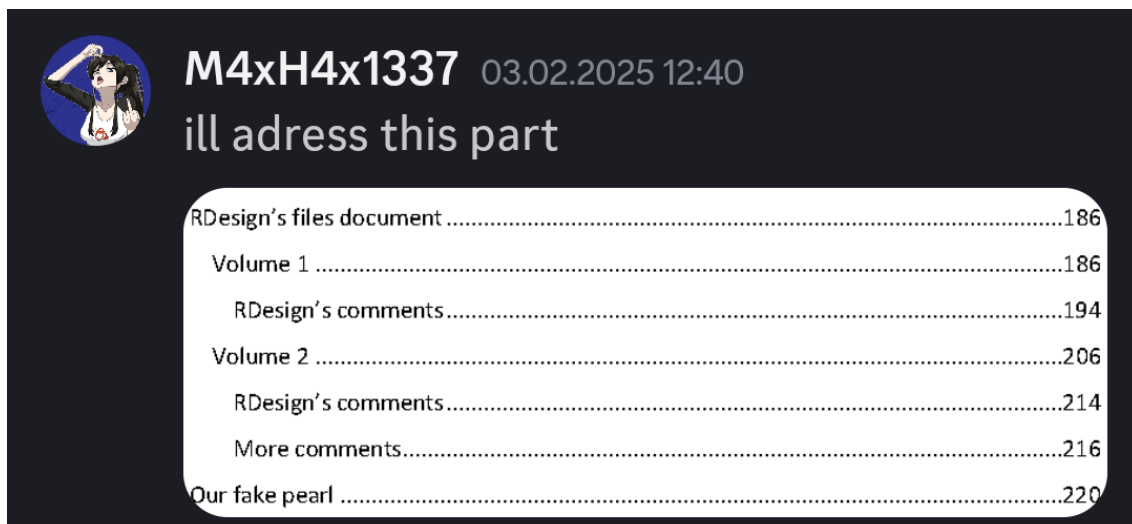 M4xH4x1337 03.02.2025 12:40
ill adress this part
RDesign's files document ........................................................................................................186
Volume 1 ........................................................................................................186
RDesign's comments ........................................................................................................194
Volume 2 ........................................................................................................206
RDesign's comments ........................................................................................................214
More comments ........................................................................................................216
Our fake pearl ........................................................................................................220